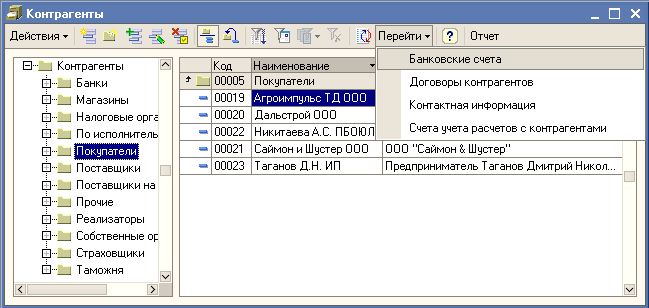 Контрагенты
Действия Перейти ? Отчет
Контрагенты
Банки
Магазины
Налоговые орга
По исполнитель
Покупатели
Поставщики
Поставщики на
Прочие
Реализаторы
Собственные ор
Страховщики
Таможня
Код Наименование
00005 Покупатели
00019 Агроимпульс ТД ООО
00020 Дальстрой ООО
00022 Никитаева А.С. ПБОЮЛ
00021 Саймон и Шустер ООО ООО "Саймон & Шустер"
00023 Таганов Д.Н. ИП Предприниматель Таганов Дмитрий Никол...
Банковские счета
Договоры контрагентов
Контактная информация
Счета учета расчетов с контрагентами